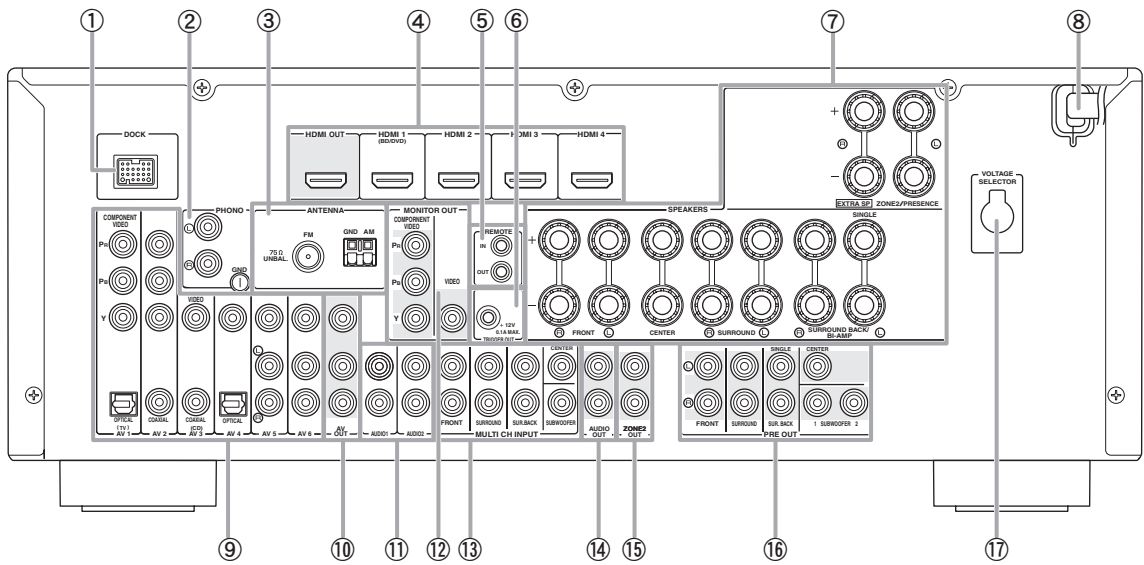 ① ② ③ ④ ⑤ ⑥ ⑦ ⑧
DOCK
HDMI OUT
HDMI 1
(BD/DVD)
HDMI 2
HDMI 3
HDMI 4
+
R
L
–
EXTRA SP
ZONE2/PRESENCE
VOLTAGE
SELECTOR
COMPONENT
VIDEO
PR
PB
Y
PHONO
L
R
GND
ANTENNA
FM
75Ω
UNBAL.
GND AM
MONITOR OUT
COMPORNENT
VIDEO
PR
PB
Y
VIDEO
REMOTE
IN
OUT
+ 12V
0.1A MAX.
TRIGGER OUT
SPEAKERS
SINGLE
+
–
R FRONT L
CENTER
R SURROUND L
R SURROUND BACK/
BI-AMP L
VIDEO
L
R
OPTICAL
(TV)
AV 1
COAXIAL
AV 2
COAXIAL
(CD)
AV 3
OPTICAL
AV 4
AV 5
AV 6
AV
OUT
AUDIO1
AUDIO2
CENTER
FRONT
SURROUND
SUR.BACK
SUBWOOFER
MULTI CH INPUT
AUDIO
OUT
ZONE2
OUT
SINGLE
CENTER
L
R
FRONT
SURROUND
SUR. BACK
1 SUBWOOFER 2
PRE OUT
⑨ ⑩ ⑪ ⑫ ⑬ ⑭ ⑮ ⑯ ⑰